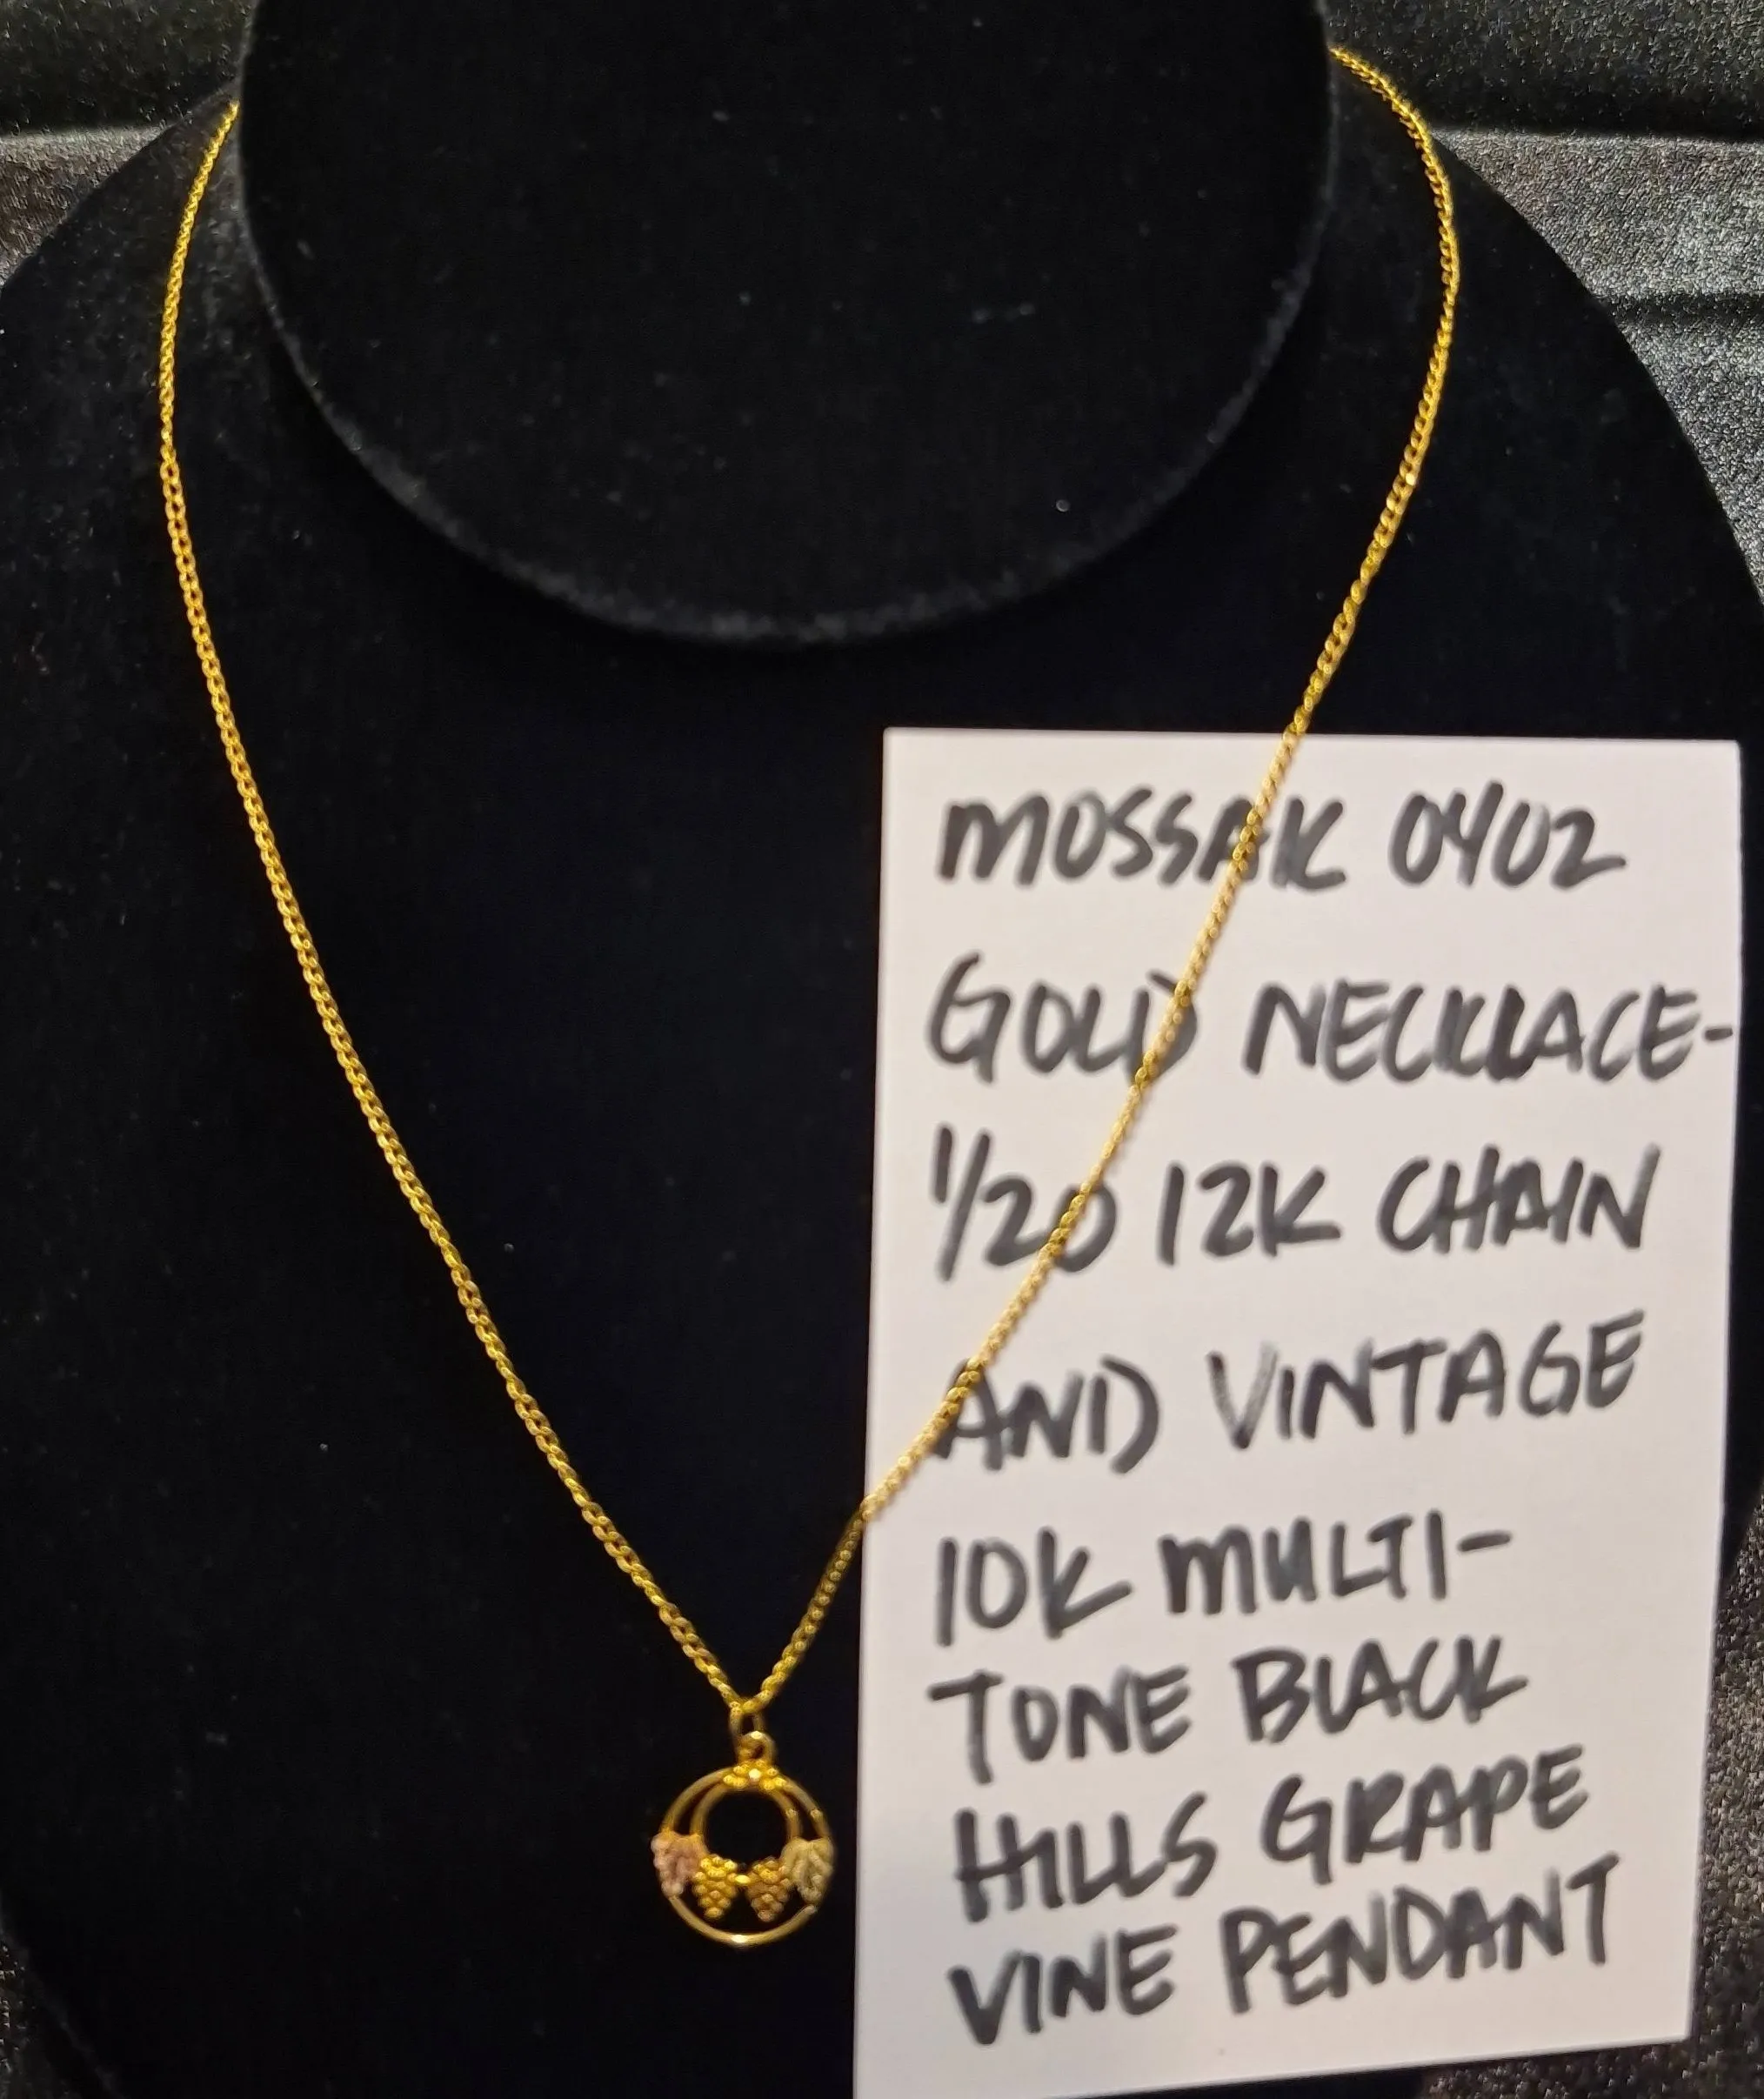 MOSSAK 0402
GOLD NECKLACE-
1/20 12K CHAIN
AND VINTAGE
10K MULTI-
TONE BLACK
HILLS GRAPE
VINE PENDANT